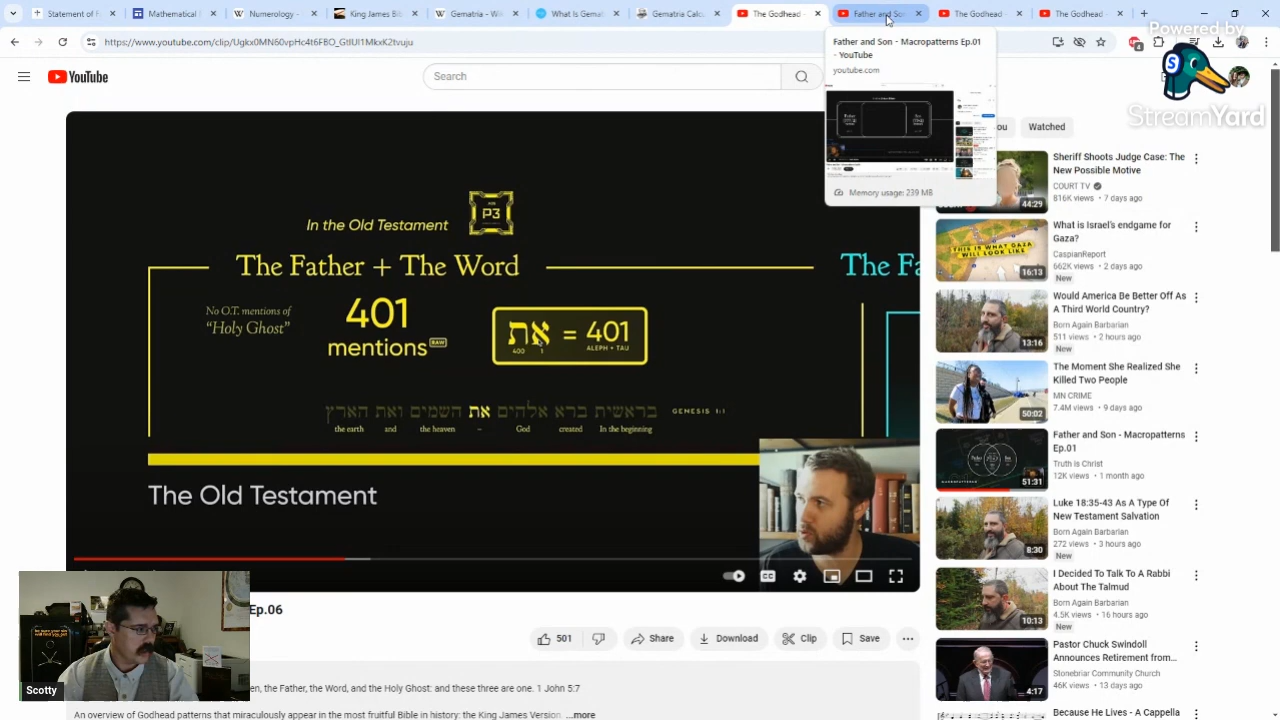 Statement
W
Numerolog
King James
W
Gematria - W
What Is Gema
Gematria Calc
The Godhead
Father and So
The Godhead
The Godhead
https://www.youtube.com/clip/
Father and Son - Macropatterns Ep.01
- YouTube
youtube.com
Memory usage: 239 MB
Powered by
StreamYard
YouTube
Search
Watched
In the Old Testament
P3
The Father + The Word
The Fa
No O.T. mentions of
"Holy Ghost"
401
mentions RAW
את = 401
400 1 ALEPH + TAU
בראשית ברא אלהים את השמים ואת הארץ
GENESIS 1:1
the earth and the heaven – God created In the beginning
The Old Testament
Ep.06
501
Share
Download
Clip
Save
en, the Father, the Word, and the Holy Ghost: and these three are one. 1 John 5:7
An overview of Godhead patterns that miraculously the most fruitful Bible in history: the King James Version ...more
Scotty
Sheriff Shoots Judge Case: The
New Possible Motive
COURT TV
816K views • 7 days ago
44:29
What is Israel's endgame for
Gaza?
CaspianReport
662K views • 2 days ago
New
THIS IS WHAT GAZA
WILL LOOK LIKE
16:13
Would America Be Better Off As
A Third World Country?
Born Again Barbarian
511 views • 2 hours ago
New
13:16
The Moment She Realized She
Killed Two People
MN CRIME
7.4M views • 9 days ago
50:02
Father and Son - Macropatterns
Ep.01
Truth is Christ
12K views • 1 month ago
51:31
Luke 18:35-43 As A Type Of
New Testament Salvation
Born Again Barbarian
272 views • 3 hours ago
New
8:30
I Decided To Talk To A Rabbi
About The Talmud
Born Again Barbarian
4.5K views • 16 hours ago
New
10:13
Pastor Chuck Swindoll
Announces Retirement from...
Stonebriar Community Church
46K views • 13 days ago
4:17
Because He Lives - A Cappella